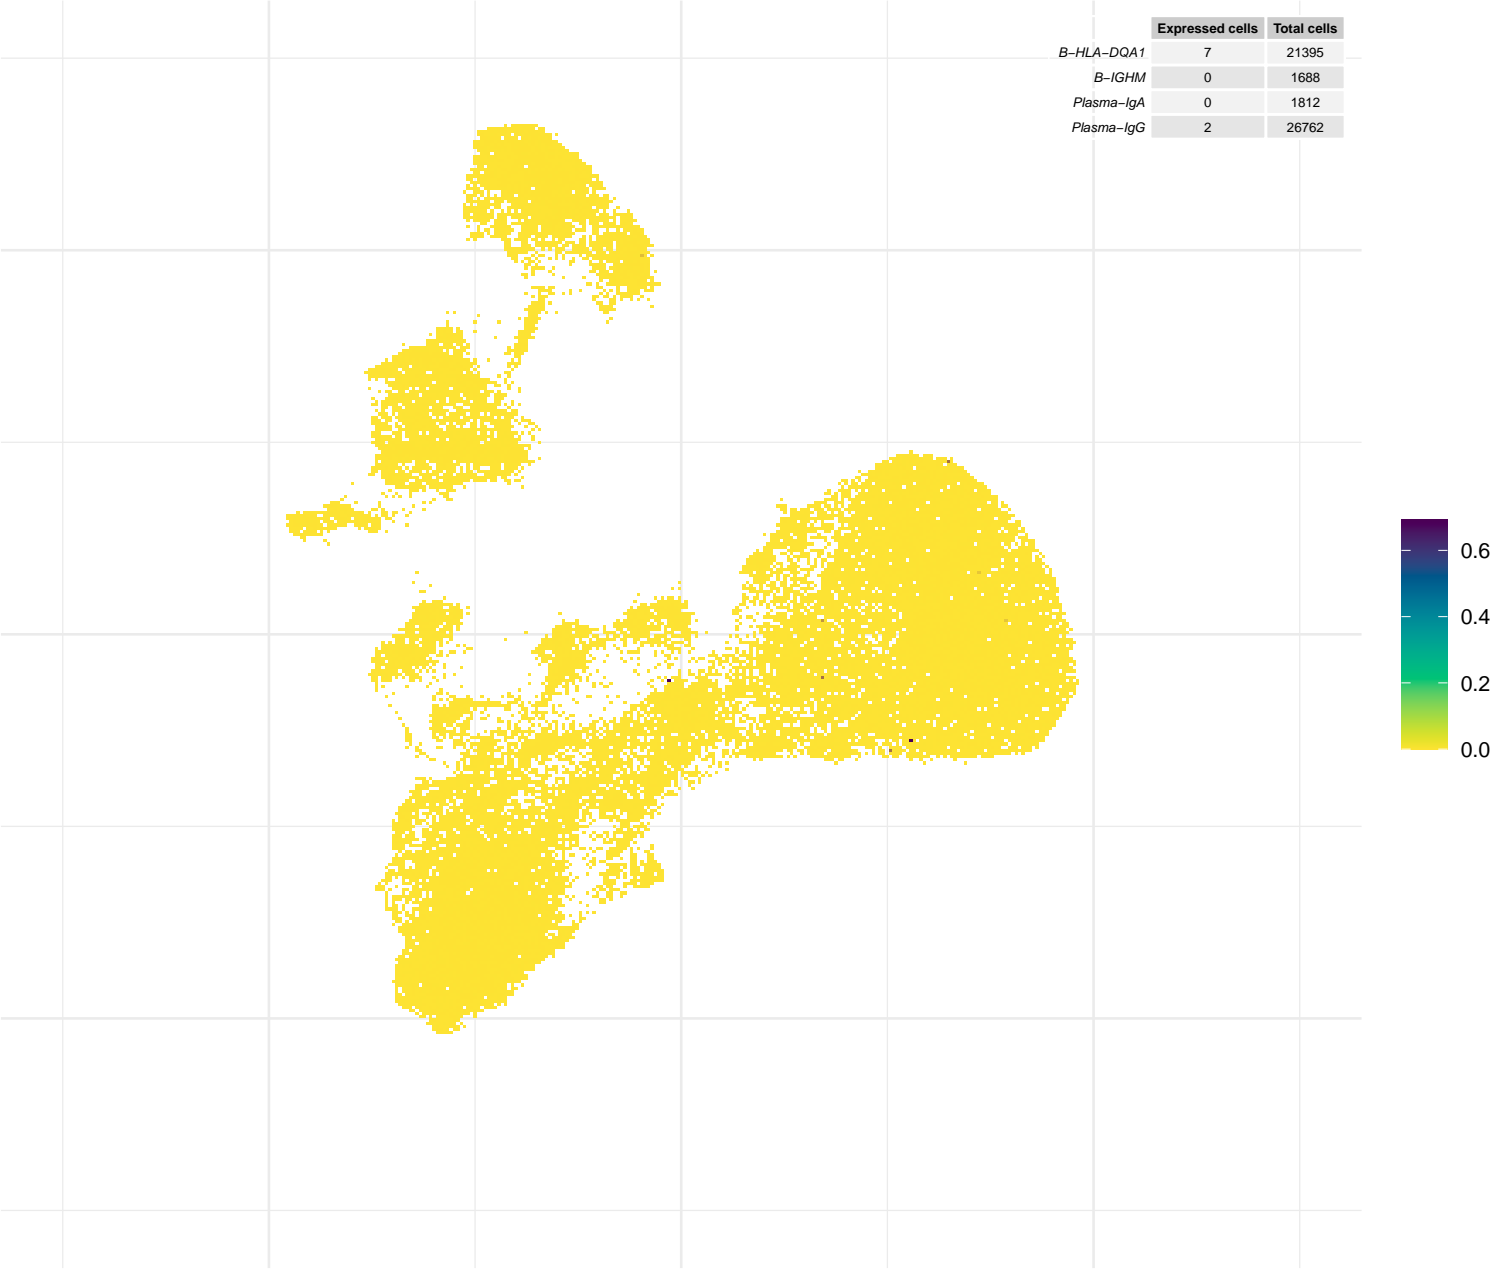 Expressed cells Total cells
B−HLA−DQA1 7 21395
B−IGHM 0 1688
Plasma−IgA 0 1812
Plasma−IgG 2 26762
0.6
0.4
0.2
0.0